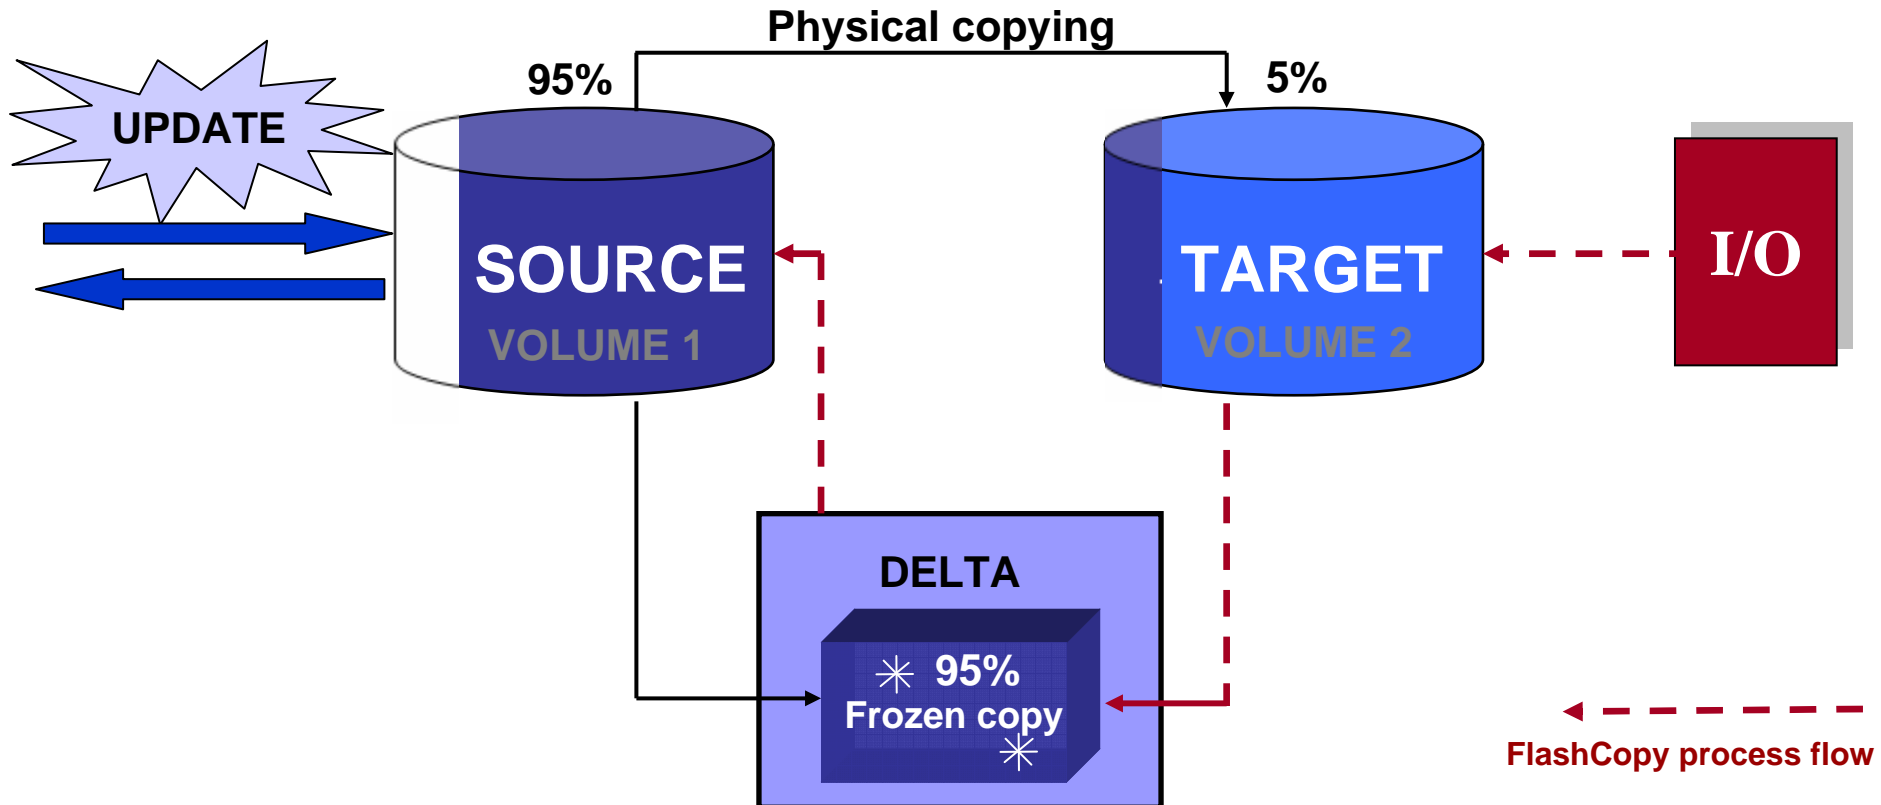 Physical copying
95%
5%
UPDATE
SOURCE
VOLUME 1
TARGET
VOLUME 2
I/O
DELTA
95%
Frozen copy
FlashCopy process flow